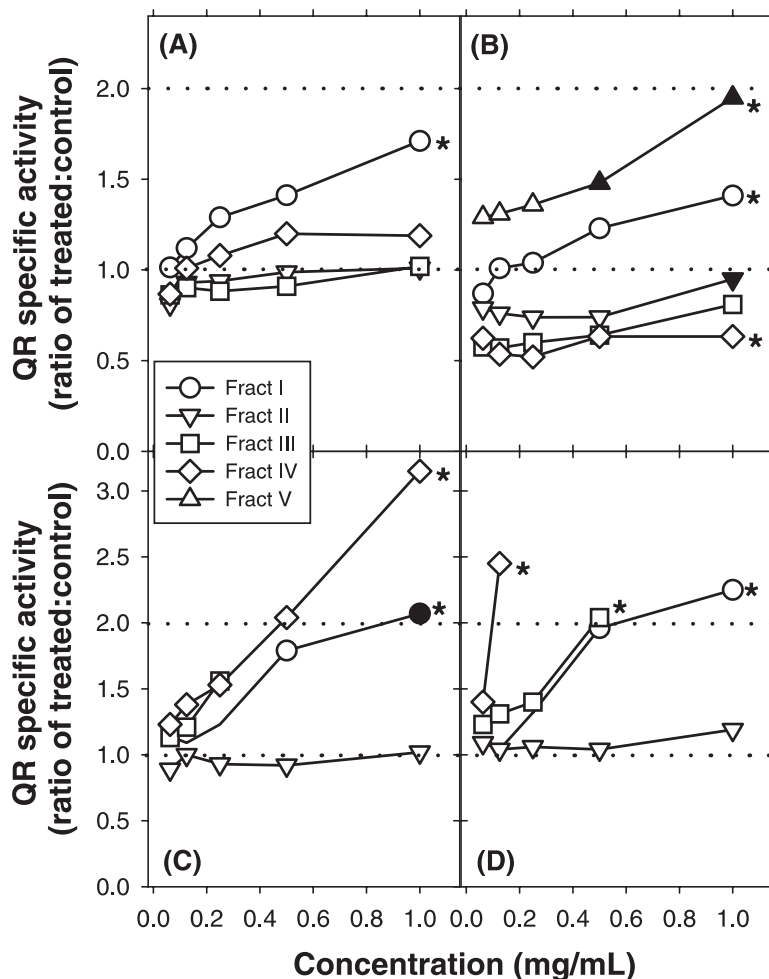 (A)
(B)
QR specific activity
(ratio of treated:control)
2.0
1.5
1.0
0.5
0.0
*
*
*
*
Fract I
Fract II
Fract III
Fract IV
Fract V
QR specific activity
(ratio of treated:control)
3.0
2.5
2.0
1.5
1.0
0.5
0.0
*
*
*
*
*
(C)
(D)
0.0 0.2 0.4 0.6 0.8 1.0 0.0 0.2 0.4 0.6 0.8 1.0
Concentration (mg/mL)